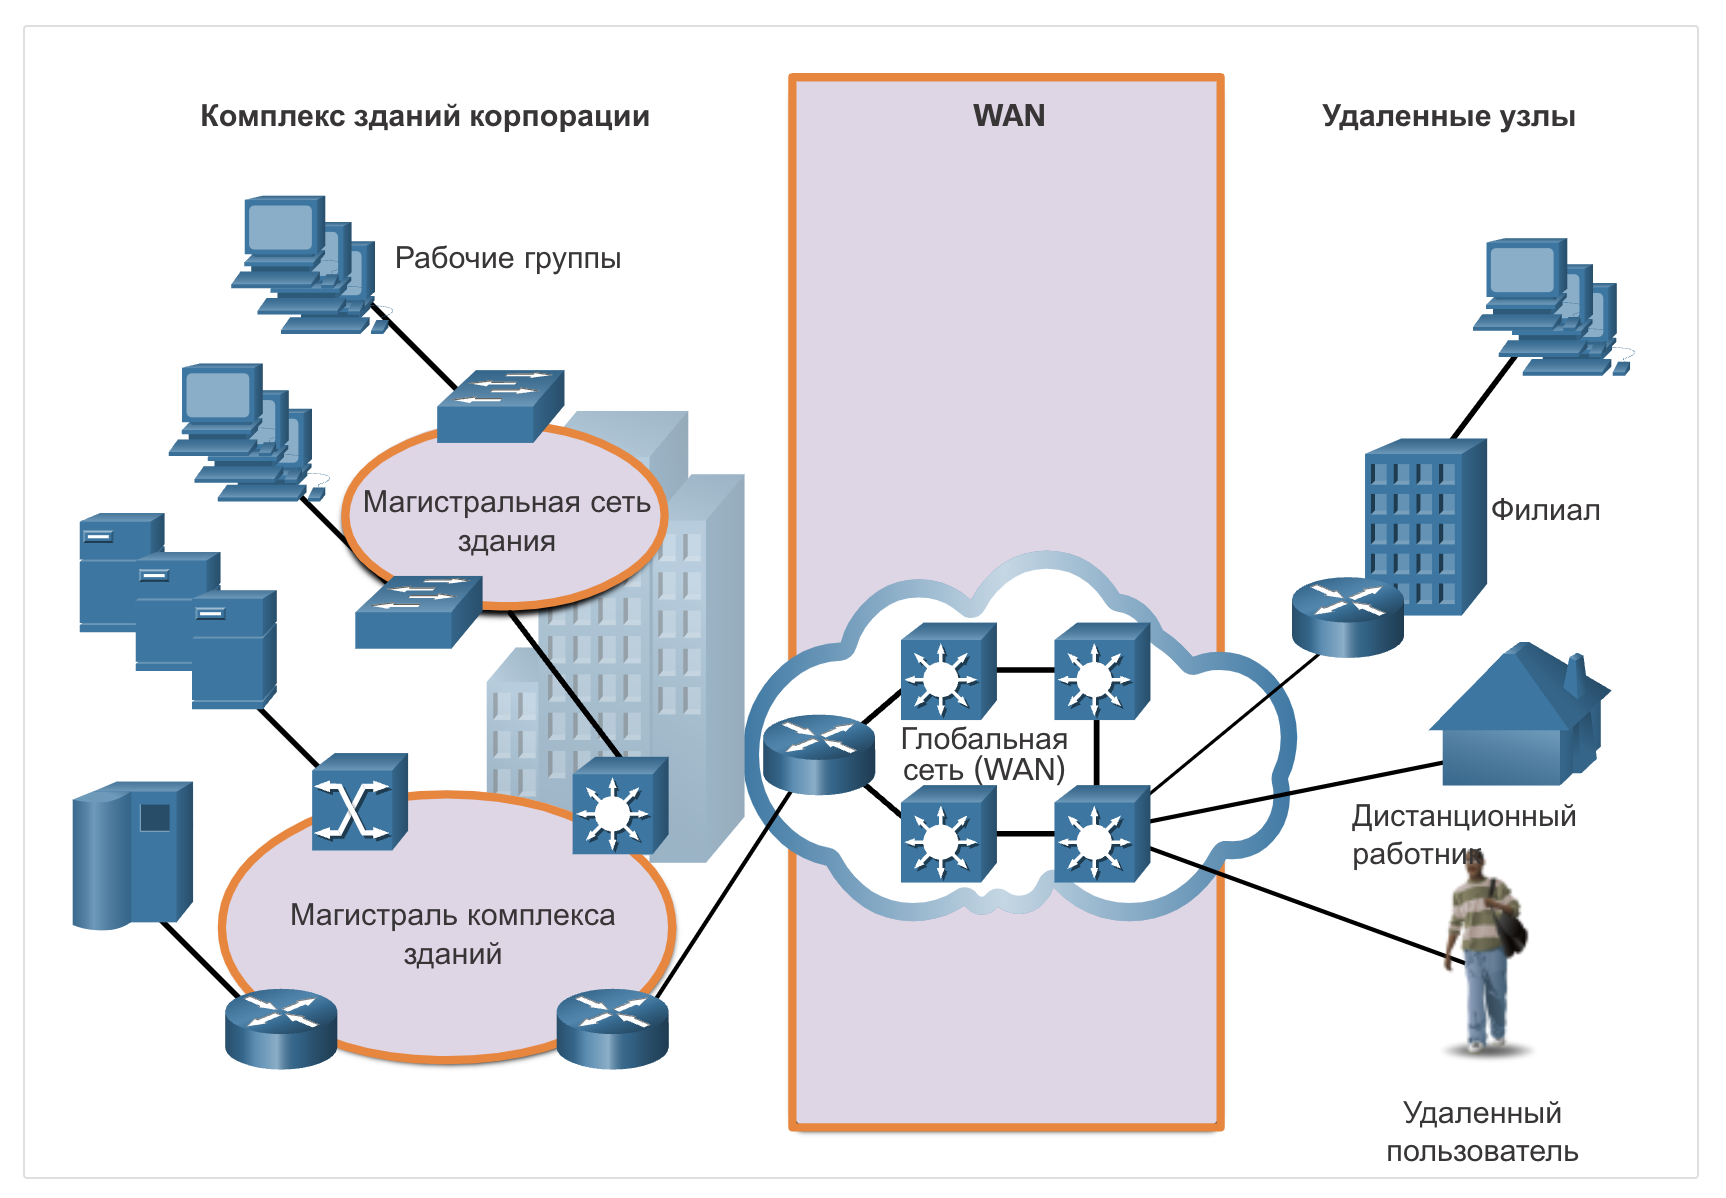 Комплекс зданий корпорации
WAN
Удаленные узлы
Рабочие группы
Магистральная сеть
здания
Филиал
Глобальная
сеть (WAN)
Дистанционный
работник
Магистраль комплекса
зданий
Удаленный
пользователь